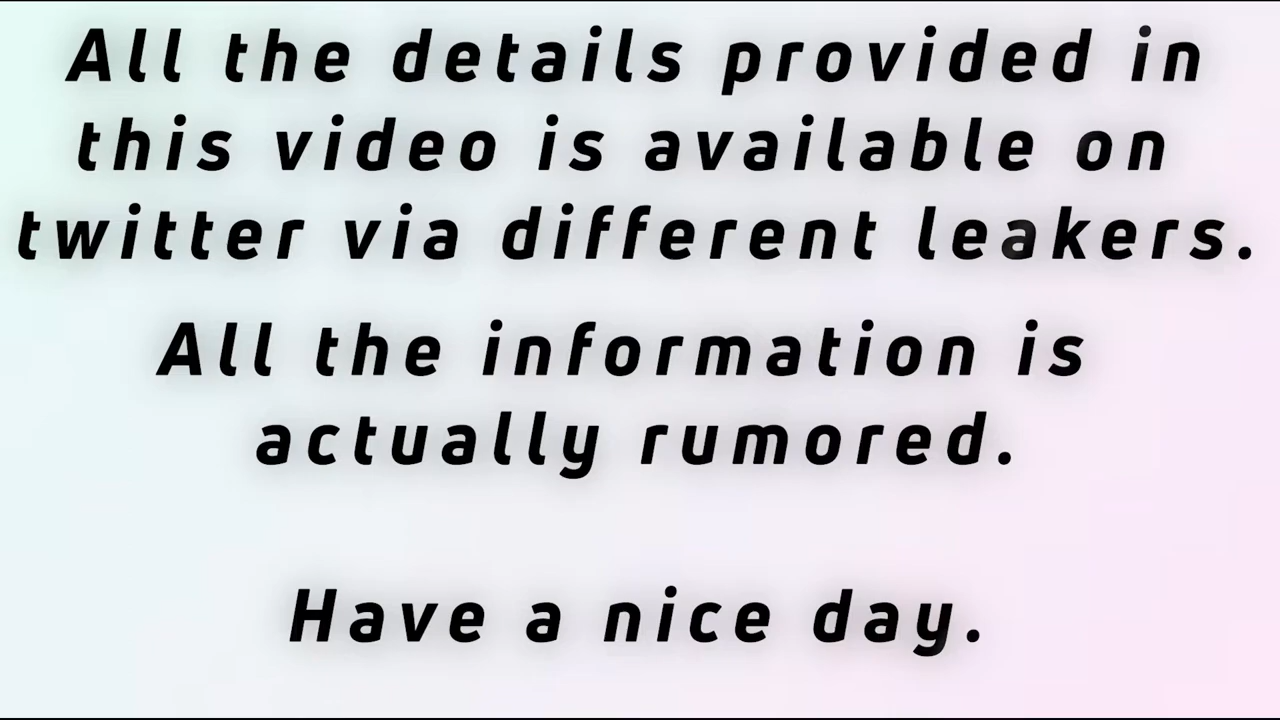 All the details provided in
this video is available on
twitter via different leakers.
All the information is
actually rumored.
Have a nice day.